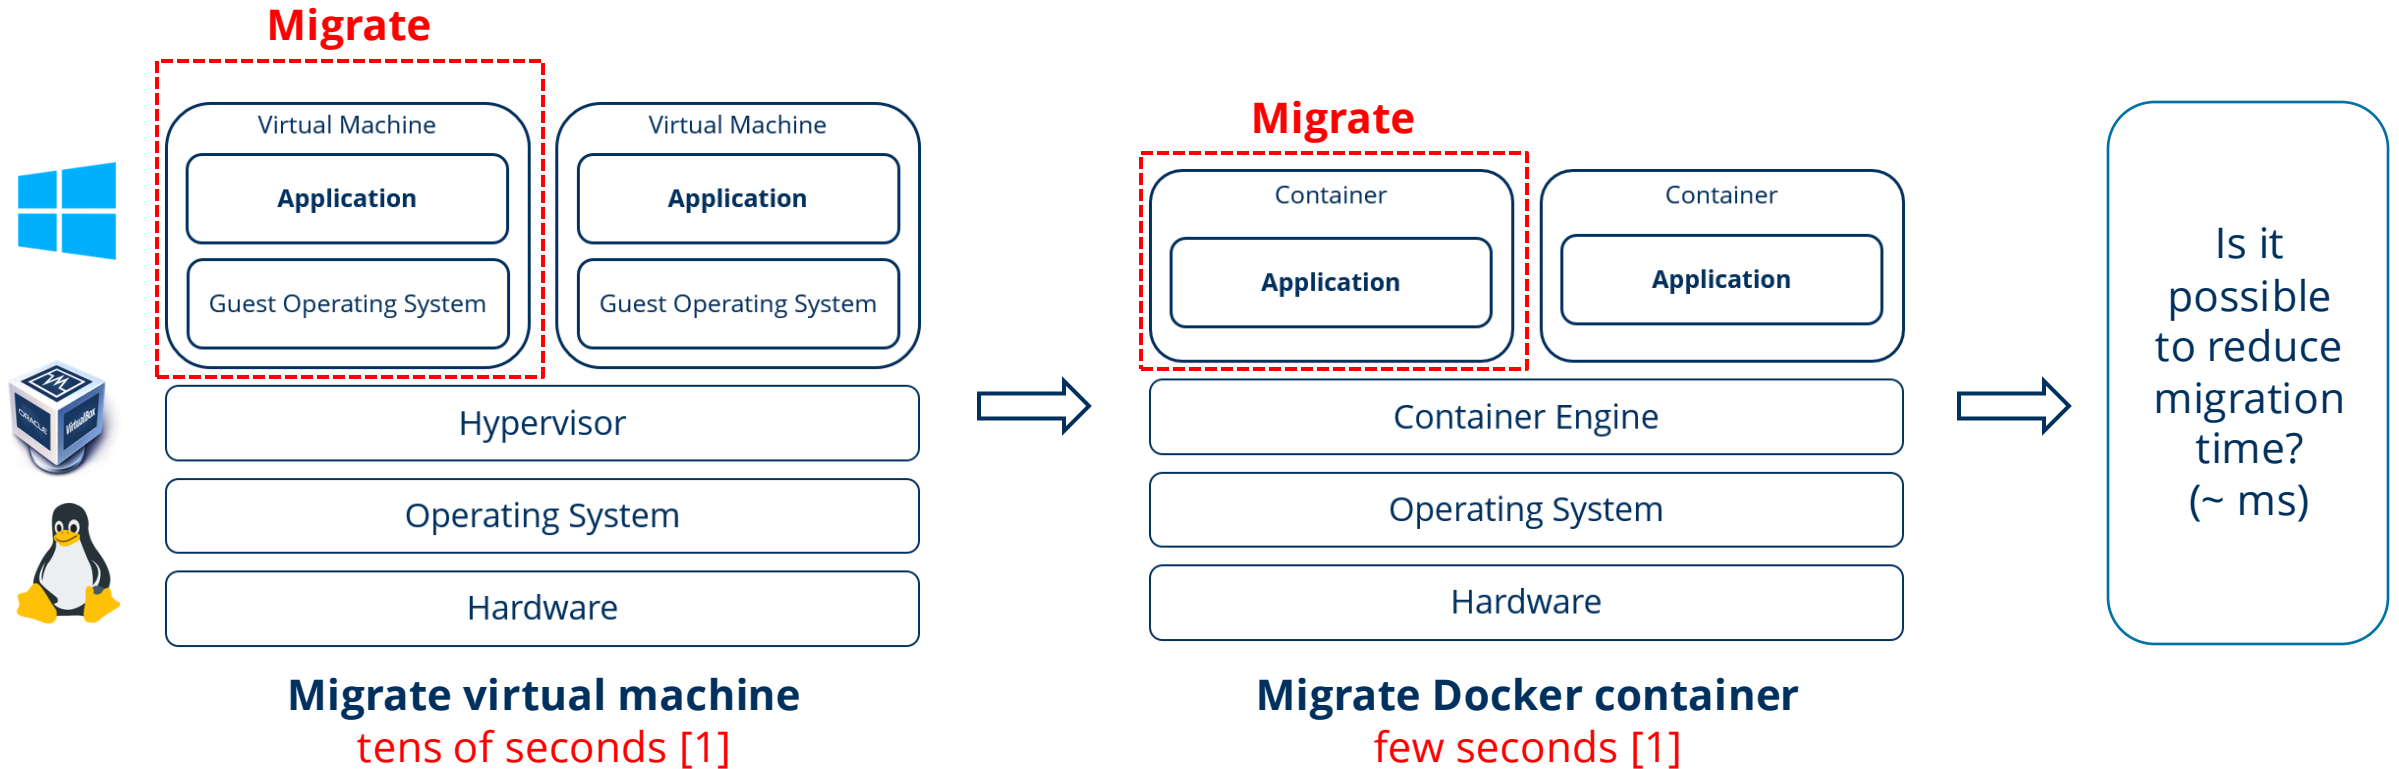 Migrate
Virtual Machine
Application
Guest Operating System
Virtual Machine
Application
Guest Operating System
Hypervisor
Operating System
Hardware
ORACLE
VirtualBox
Migrate virtual machine
tens of seconds [1]
Migrate
Container
Application
Container
Application
Container Engine
Operating System
Hardware
Migrate Docker container
few seconds [1]
Is it
possible
to reduce
migration
time?
(~ ms)